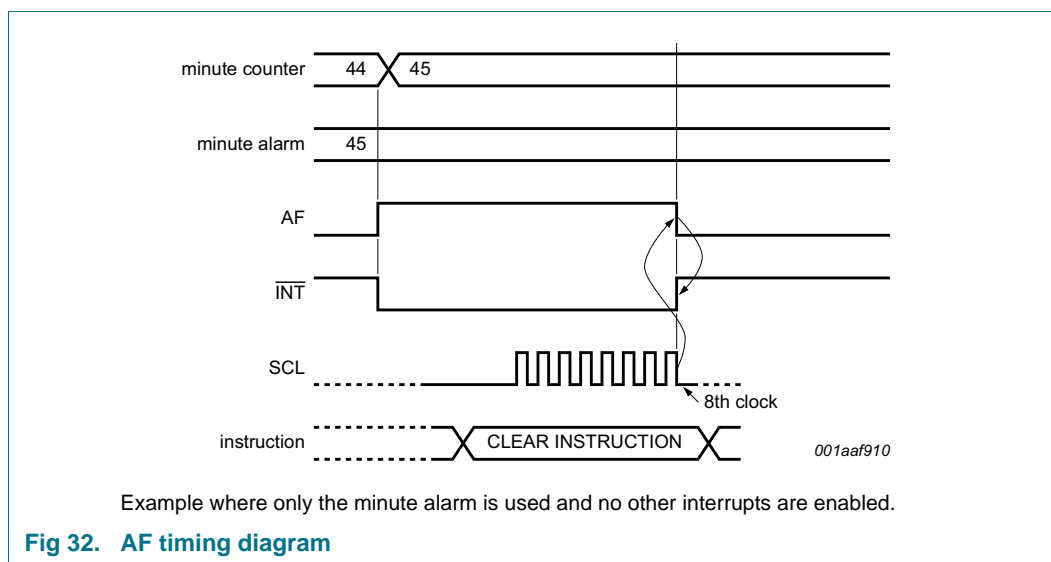 minute counter 44 45
minute alarm 45
AF
INT
SCL
8th clock
instruction CLEAR INSTRUCTION
001aaf910
Example where only the minute alarm is used and no other interrupts are enabled.
Fig 32. AF timing diagram